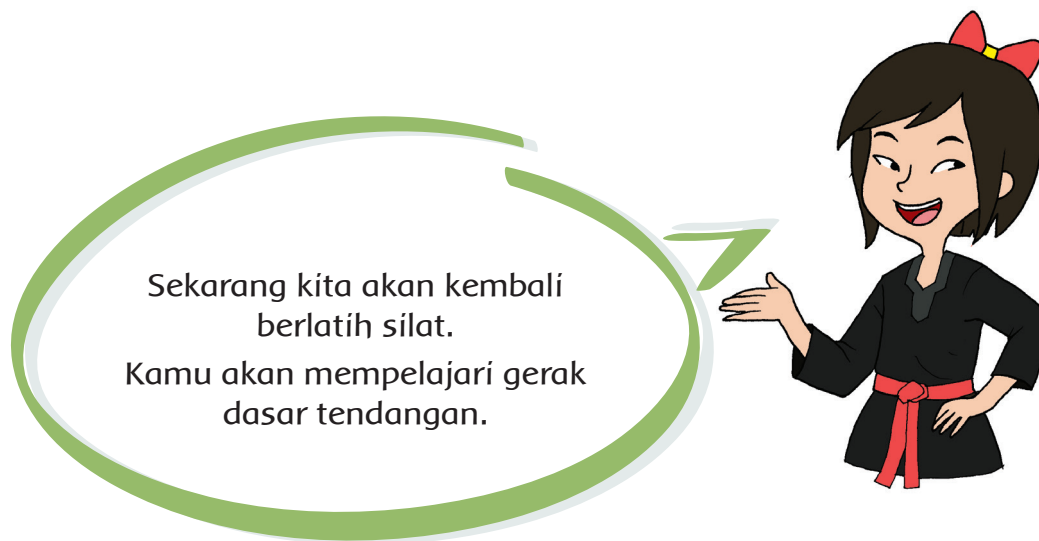 Sekarang kita akan kembali
berlatih silat.
Kamu akan mempelajari gerak
dasar tendangan.